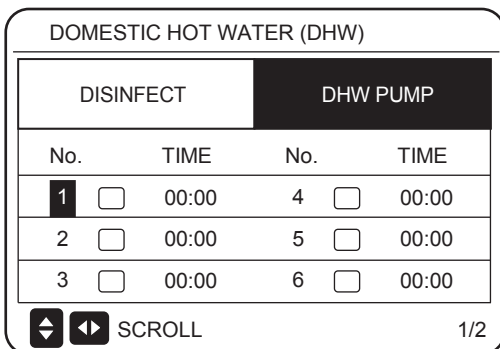 DOMESTIC HOT WATER (DHW)
DISINFECT DHW PUMP
No. TIME No. TIME
1 00:00 4 00:00
2 00:00 5 00:00
3 00:00 6 00:00
SCROLL 1/2